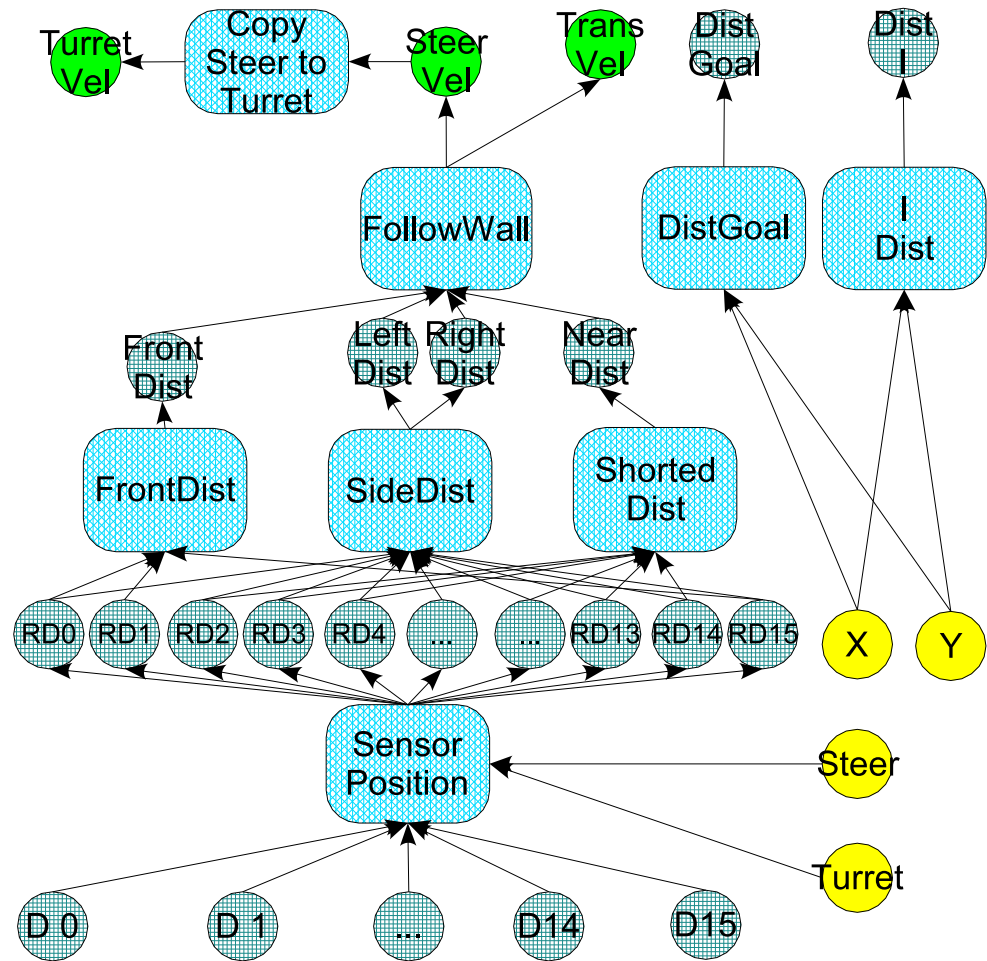 Turret
Vel
Copy
Steer to
Turret
Steer
Vel
Trans
Vel
Dist
Goal
Dist
I
FollowWall
DistGoal
I
Dist
Front
Dist
Left
Dist
Right
Dist
Near
Dist
FrontDist
SideDist
Shorted
Dist
RD0
RD1
RD2
RD3
RD4
...
...
RD13
RD14
RD15
X
Y
Sensor
Position
Steer
Turret
D 0
D 1
...
D14
D15